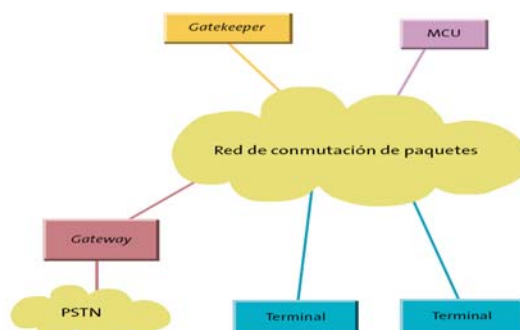 Gatekeeper
MCU
Red de conmutación de paquetes
Gateway
PSTN
Terminal
Terminal